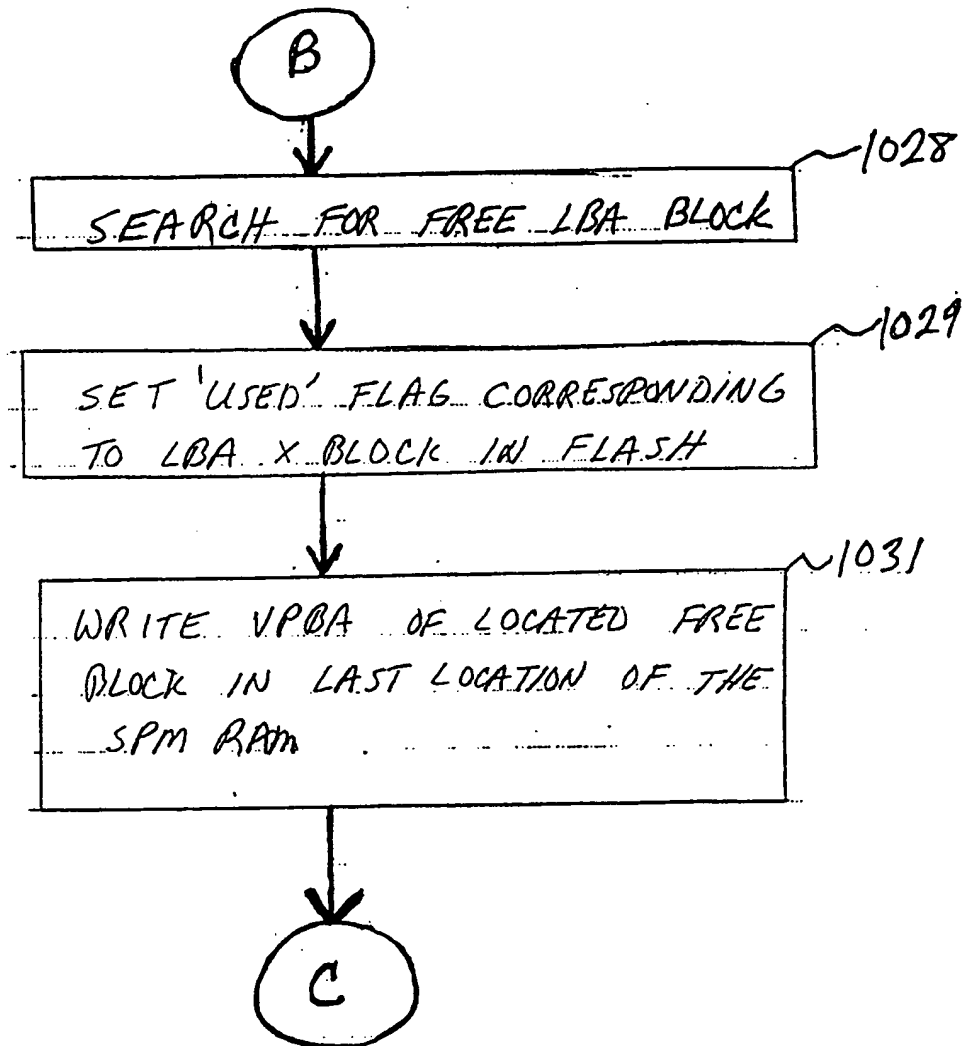 B
1028
SEARCH FOR FREE LBA BLOCK
1029
SET 'USED' FLAG CORRESPONDING
TO LBA X BLOCK IN FLASH
1031
WRITE VPBA OF LOCATED FREE
BLOCK IN LAST LOCATION OF THE
SPM RAM
C